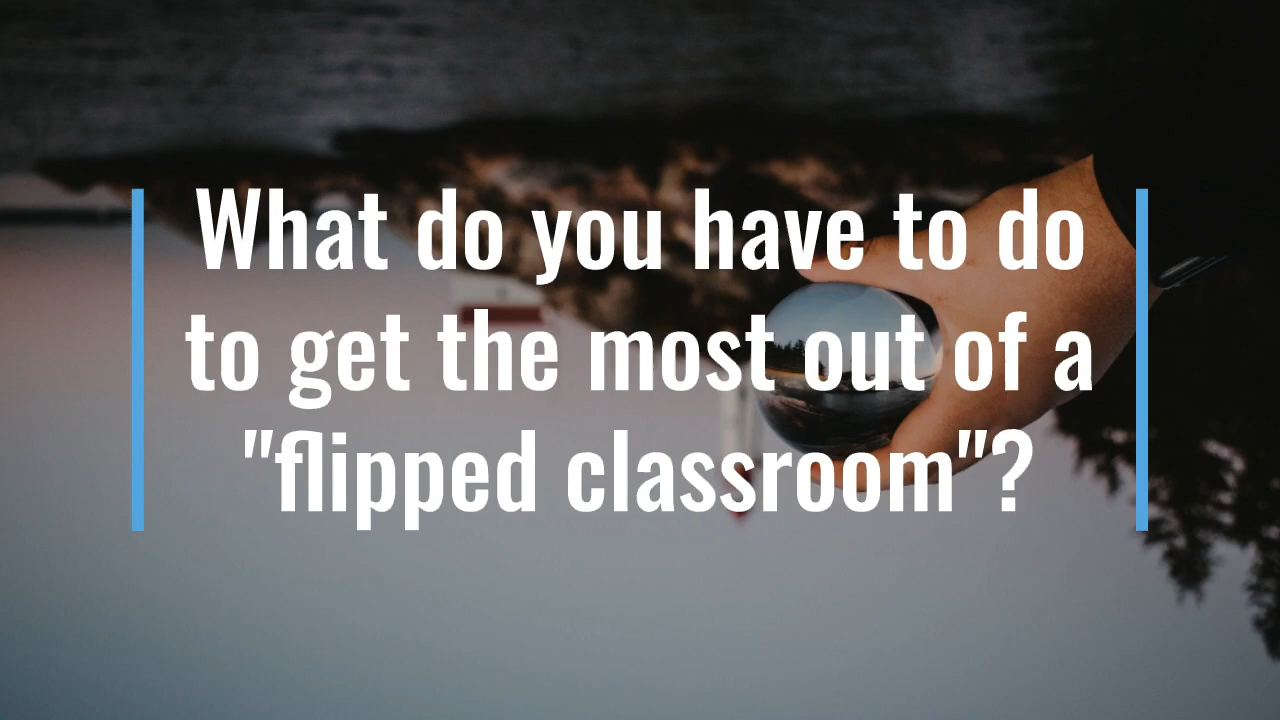 What do you have to do
to get the most out of a
"flipped classroom"?